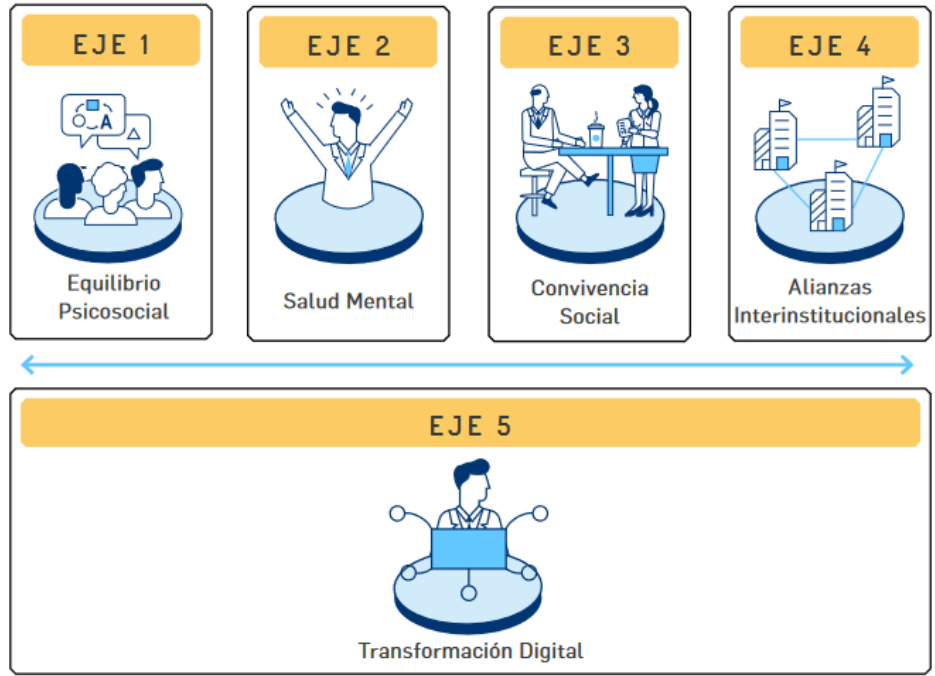 EJE 1
A
Equilibrio
Psicosocial
EJE 2
Salud Mental
EJE 3
Convivencia
Social
EJE 4
Alianzas
Interinstitucionales
EJE 5
Transformación Digital